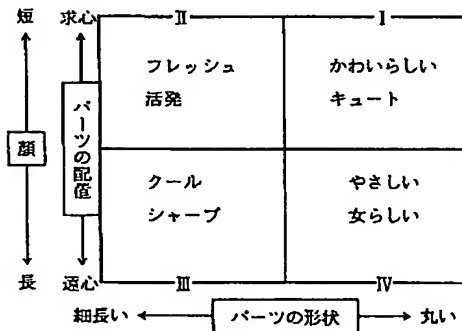 短
求心
II
I
フレッシュ
活発
かわいらしい
キュート
顔
パーツの配値
クール
シャープ
やさしい
女らしい
長
遠心
III
IV
細長い
パーツの形状
丸い